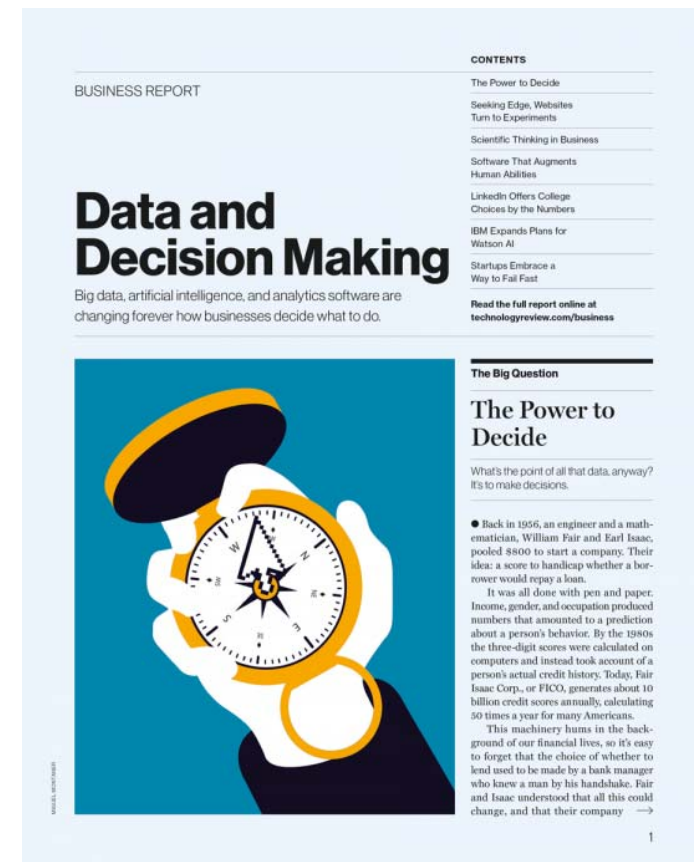 BUSINESS REPORT
Data and
Decision Making
Big data, artificial intelligence, and analytics software are
changing forever how businesses decide what to do.
CONTENTS
The Power to Decide
Seeking Edge, Websites
Turn to Experiments
Scientific Thinking in Business
Software That Augments
Human Abilities
LinkedIn Offers College
Choices by the Numbers
IBM Expands Plans for
Watson AI
Startups Embrace a
Way to Fail Fast
Read the full report online at
technologyreview.com/business
W
N
NE
E
SE
S
SW
MIGUEL MONTANER
The Big Question
The Power to
Decide
What's the point of all that data, anyway?
It's to make decisions.
● Back in 1956, an engineer and a math-
ematician, William Fair and Earl Isaac,
pooled $800 to start a company. Their
idea: a score to handicap whether a bor-
rower would repay a loan.
It was all done with pen and paper.
Income, gender, and occupation produced
numbers that amounted to a prediction
about a person's behavior. By the 1980s
the three-digit scores were calculated on
computers and instead took account of a
person's actual credit history. Today, Fair
Isaac Corp., or FICO, generates about 10
billion credit scores annually, calculating
50 times a year for many Americans.
This machinery hums in the back-
ground of our financial lives, so it's easy
to forget that the choice of whether to
lend used to be made by a bank manager
who knew a man by his handshake. Fair
and Isaac understood that all this could
change, and that their company →
1